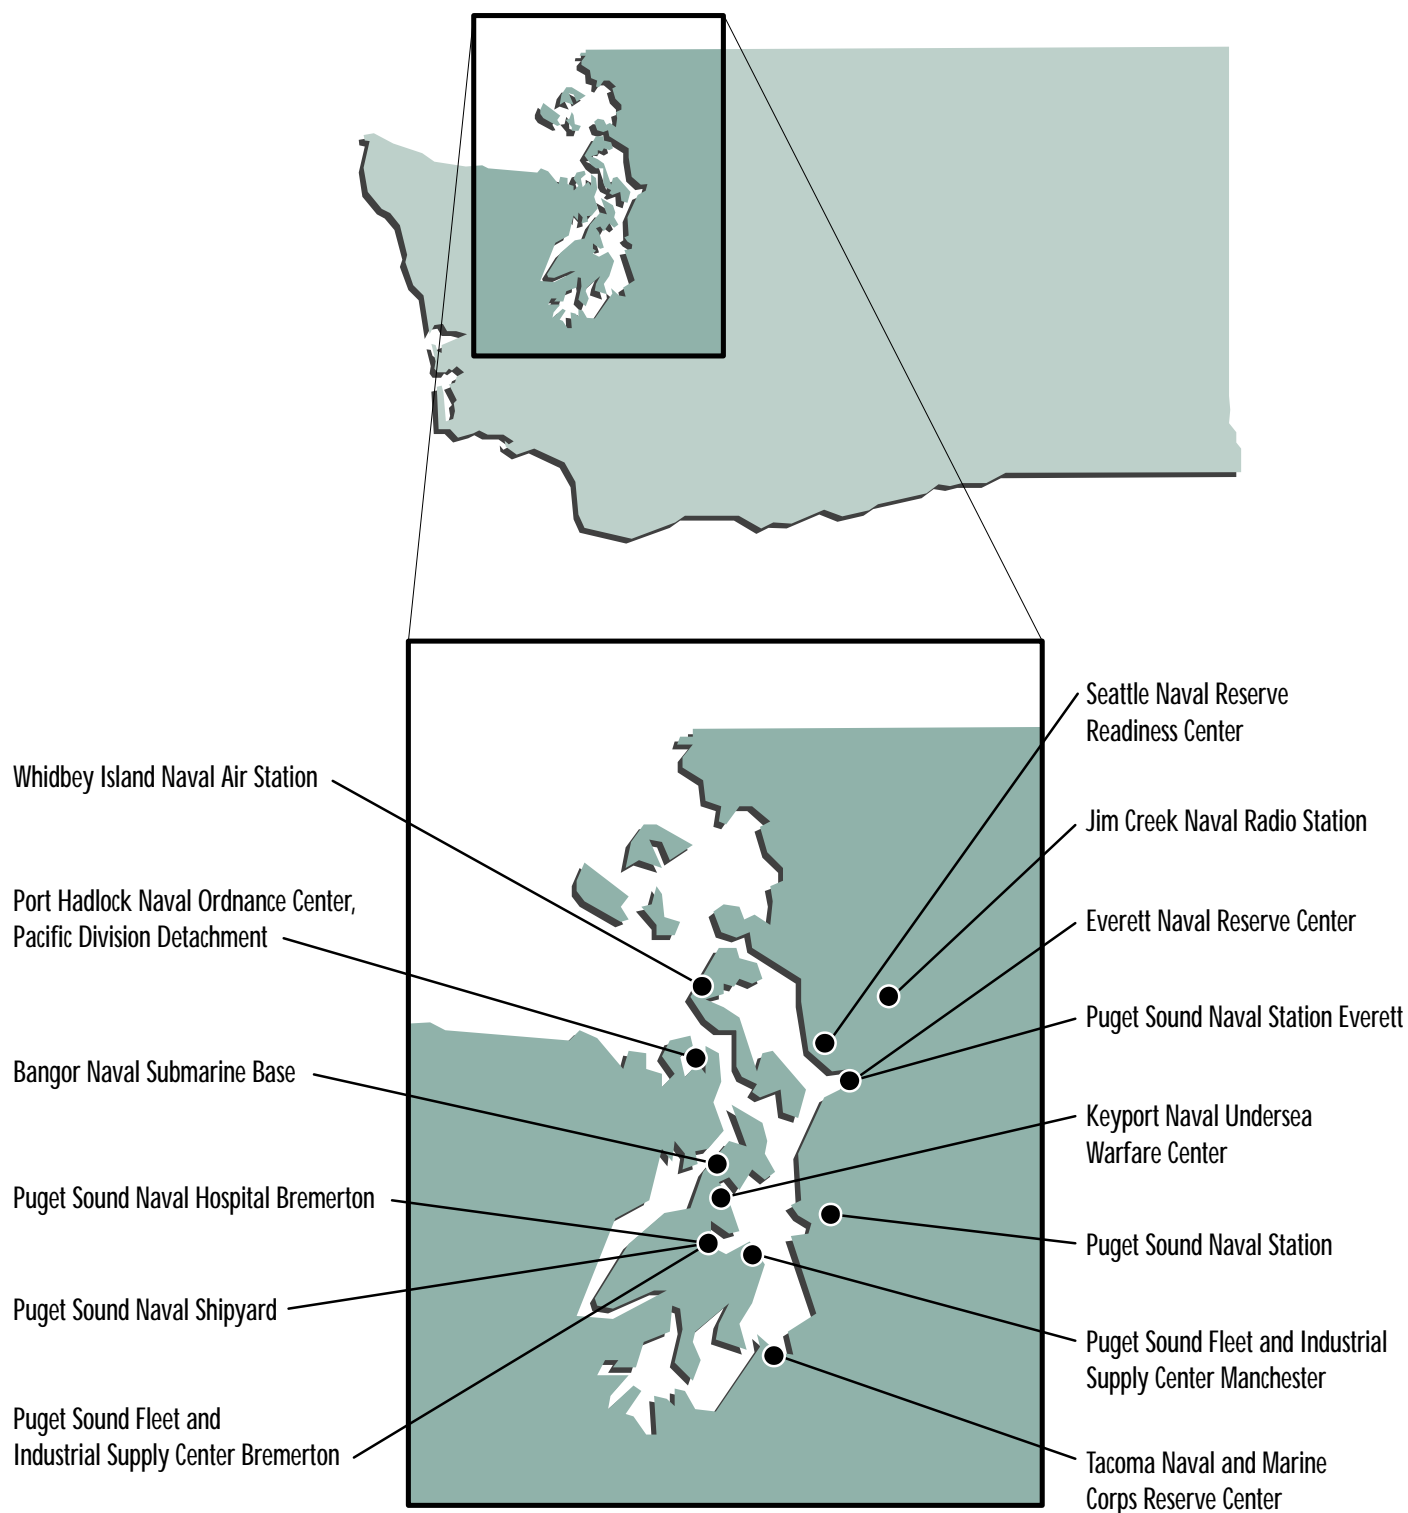 Whidbey Island Naval Air Station
Port Hadlock Naval Ordnance Center,
Pacific Division Detachment
Bangor Naval Submarine Base
Puget Sound Naval Hospital Bremerton
Puget Sound Naval Shipyard
Puget Sound Fleet and
Industrial Supply Center Bremerton
Seattle Naval Reserve
Readiness Center
Jim Creek Naval Radio Station
Everett Naval Reserve Center
Puget Sound Naval Station Everett
Keyport Naval Undersea
Warfare Center
Puget Sound Naval Station
Puget Sound Fleet and Industrial
Supply Center Manchester
Tacoma Naval and Marine
Corps Reserve Center